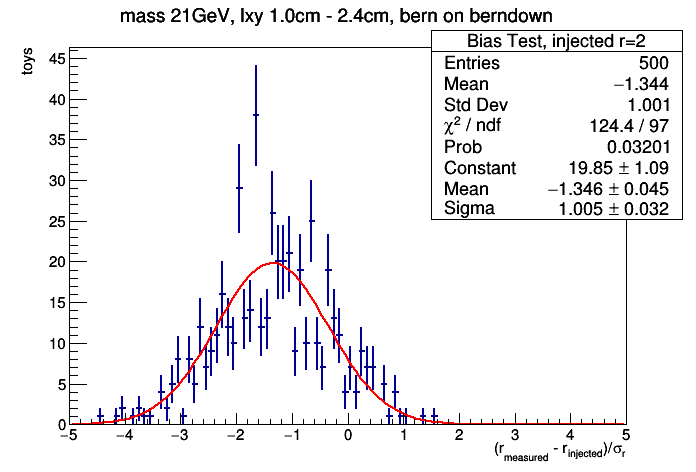 mass 21GeV, lxy 1.0cm - 2.4cm, bern on berndown
Bias Test, injected r=2
Entries 500
Mean −1.344
Std Dev 1.001
χ² / ndf 124.4 / 97
Prob 0.03201
Constant 19.85 ± 1.09
Mean −1.346 ± 0.045
Sigma 1.005 ± 0.032
toys
45
40
35
30
25
20
15
10
5
0
−5 −4 −3 −2 −1 0 1 2 3 4 5
(r_measured - r_injected)/σ_r